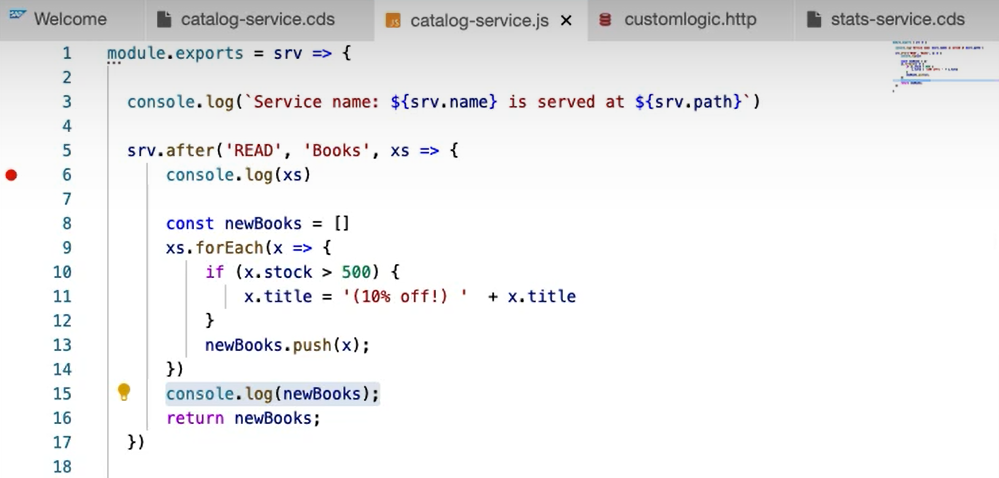 SAP Welcome catalog-service.cds JS catalog-service.js × customlogic.http stats-service.cds
1 module.exports = srv => {
2
3 console.log(`Service name: ${srv.name} is served at ${srv.path}`)
4
5 srv.after('READ', 'Books', xs => {
6 console.log(xs)
7
8 const newBooks = []
9 xs.forEach(x => {
10 if (x.stock > 500) {
11 x.title = '(10% off!) ' + x.title
12 }
13 newBooks.push(x);
14 })
15 console.log(newBooks);
16 return newBooks;
17 })
18